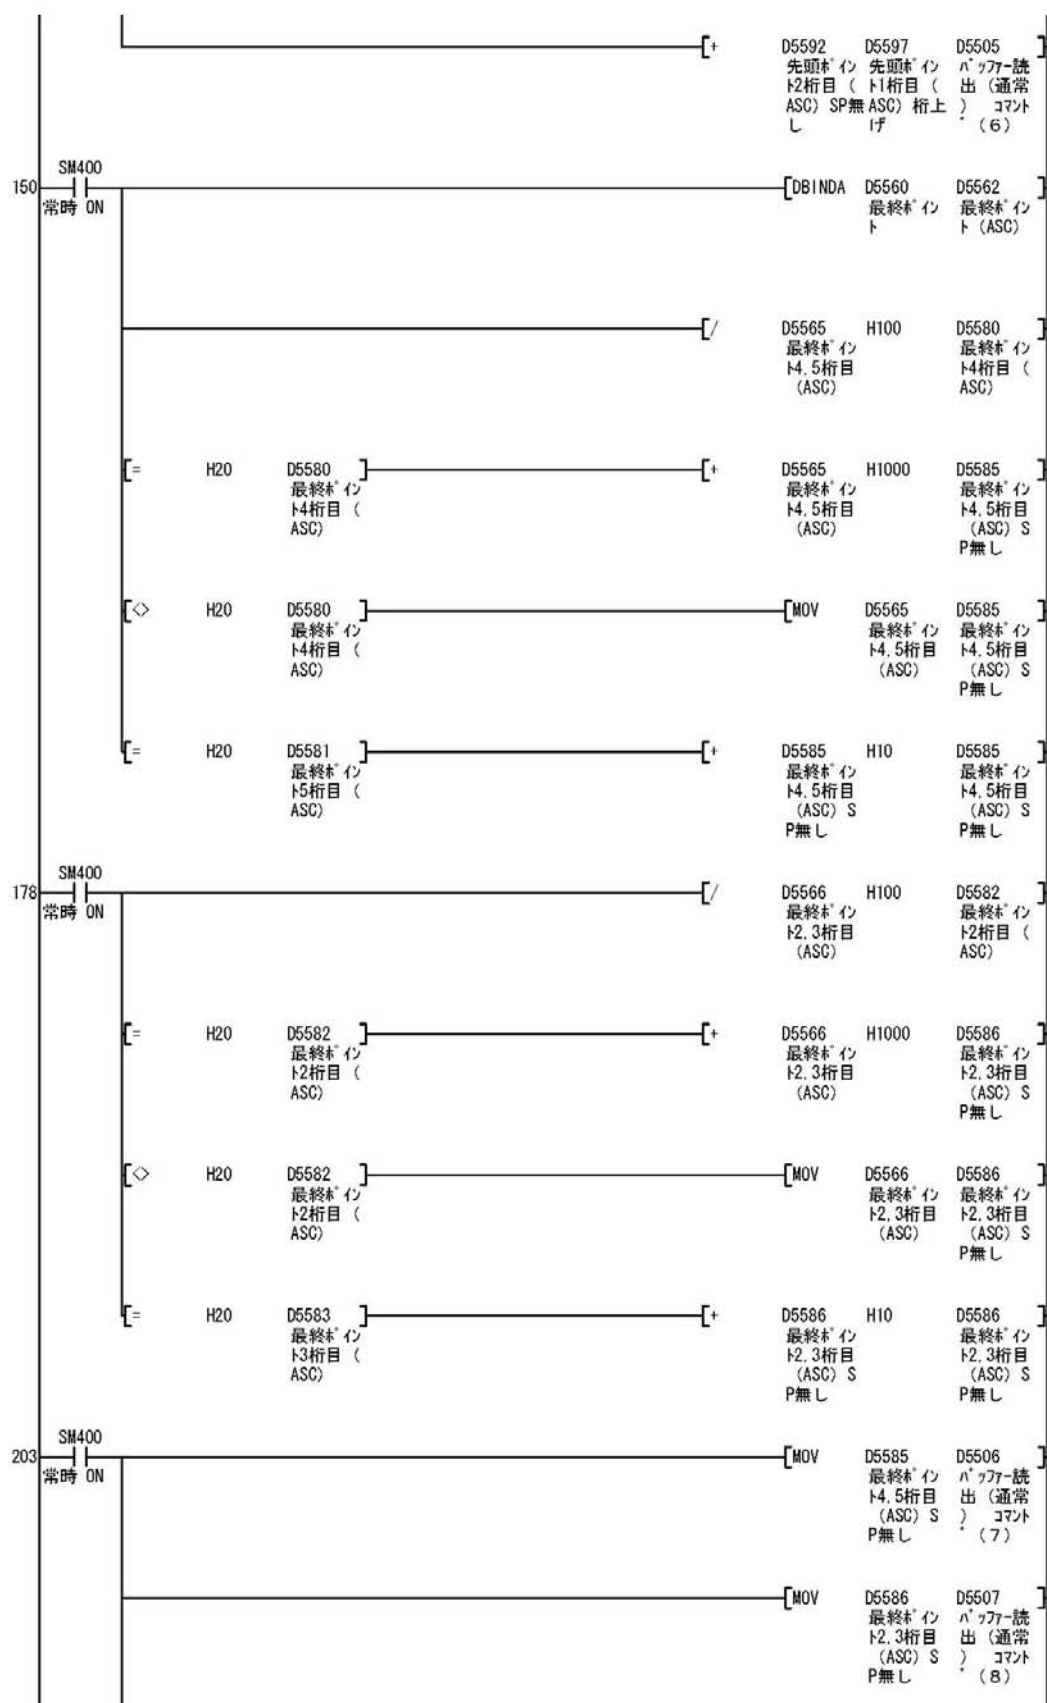 [+ D5592 D5597 D5505 ]
先頭ﾎﾟｲﾝ 先頭ﾎﾟｲﾝ ﾊﾞｯﾌｧｰ読
ﾄ2桁目（ ﾄ1桁目（ 出（通常
ASC）SP無 ASC）桁上 ） ｺﾏﾝﾄ
し げ ﾞ（６）
SM400
150 [DBINDA D5560 D5562 ]
常時 ON 最終ﾎﾟｲﾝ 最終ﾎﾟｲﾝ
ﾄ ﾄ（ASC）
[/ D5565 H100 D5580 ]
最終ﾎﾟｲﾝ 最終ﾎﾟｲﾝ
ﾄ4,5桁目 ﾄ4桁目（
（ASC） ASC）
[= H20 D5580 ] [+ D5565 H1000 D5585 ]
最終ﾎﾟｲﾝ 最終ﾎﾟｲﾝ 最終ﾎﾟｲﾝ
ﾄ4桁目（ ﾄ4,5桁目 ﾄ4,5桁目
ASC） （ASC） （ASC）S
P無し
[<> H20 D5580 ] [MOV D5565 D5585 ]
最終ﾎﾟｲﾝ 最終ﾎﾟｲﾝ 最終ﾎﾟｲﾝ
ﾄ4桁目（ ﾄ4,5桁目 ﾄ4,5桁目
ASC） （ASC） （ASC）S
P無し
[= H20 D5581 ] [+ D5585 H10 D5585 ]
最終ﾎﾟｲﾝ 最終ﾎﾟｲﾝ 最終ﾎﾟｲﾝ
ﾄ5桁目（ ﾄ4,5桁目 ﾄ4,5桁目
ASC） （ASC）S （ASC）S
P無し P無し
SM400
178 [/ D5566 H100 D5582 ]
常時 ON 最終ﾎﾟｲﾝ 最終ﾎﾟｲﾝ
ﾄ2,3桁目 ﾄ2桁目（
（ASC） ASC）
[= H20 D5582 ] [+ D5566 H1000 D5586 ]
最終ﾎﾟｲﾝ 最終ﾎﾟｲﾝ 最終ﾎﾟｲﾝ
ﾄ2桁目（ ﾄ2,3桁目 ﾄ2,3桁目
ASC） （ASC） （ASC）S
P無し
[<> H20 D5582 ] [MOV D5566 D5586 ]
最終ﾎﾟｲﾝ 最終ﾎﾟｲﾝ 最終ﾎﾟｲﾝ
ﾄ2桁目（ ﾄ2,3桁目 ﾄ2,3桁目
ASC） （ASC） （ASC）S
P無し
[= H20 D5583 ] [+ D5586 H10 D5586 ]
最終ﾎﾟｲﾝ 最終ﾎﾟｲﾝ 最終ﾎﾟｲﾝ
ﾄ3桁目（ ﾄ2,3桁目 ﾄ2,3桁目
ASC） （ASC）S （ASC）S
P無し P無し
SM400
203 [MOV D5585 D5506 ]
常時 ON 最終ﾎﾟｲﾝ ﾊﾞｯﾌｧｰ読
ﾄ4,5桁目 出（通常
（ASC）S ） ｺﾏﾝﾄ
P無し ﾞ（７）
[MOV D5586 D5507 ]
最終ﾎﾟｲﾝ ﾊﾞｯﾌｧｰ読
ﾄ2,3桁目 出（通常
（ASC）S ） ｺﾏﾝﾄ
P無し ﾞ（８）